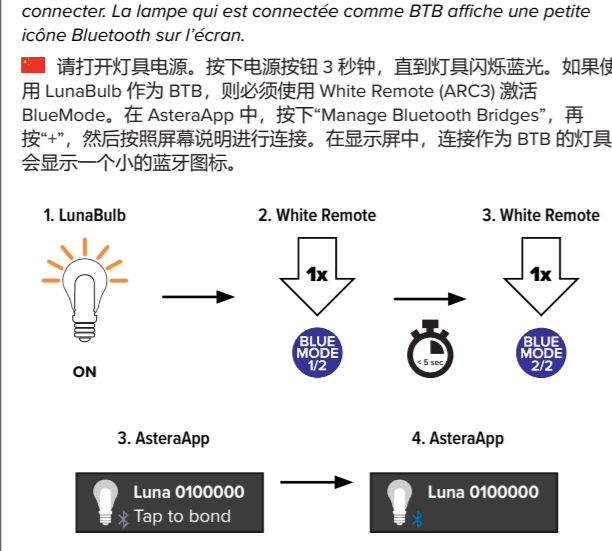 connecter. La lampe qui est connectée comme BTB affiche une petite
icône Bluetooth sur l’écran.
请打开灯具电源。按下电源按钮 3 秒钟，直到灯具闪烁蓝光。如果使
用 LunaBulb 作为 BTB，则必须使用 White Remote (ARC3) 激活
BlueMode。在 AsteraApp 中，按下“Manage Bluetooth Bridges”，再
按“+”，然后按照屏幕说明进行连接。在显示屏中，连接作为 BTB 的灯具
会显示一个小的蓝牙图标。
1. LunaBulb
2. White Remote
3. White Remote
1x
1x
BLUE
MODE
1/2
< 5 sec
BLUE
MODE
2/2
ON
3. AsteraApp
4. AsteraApp
Luna 0100000
Tap to bond
Luna 0100000